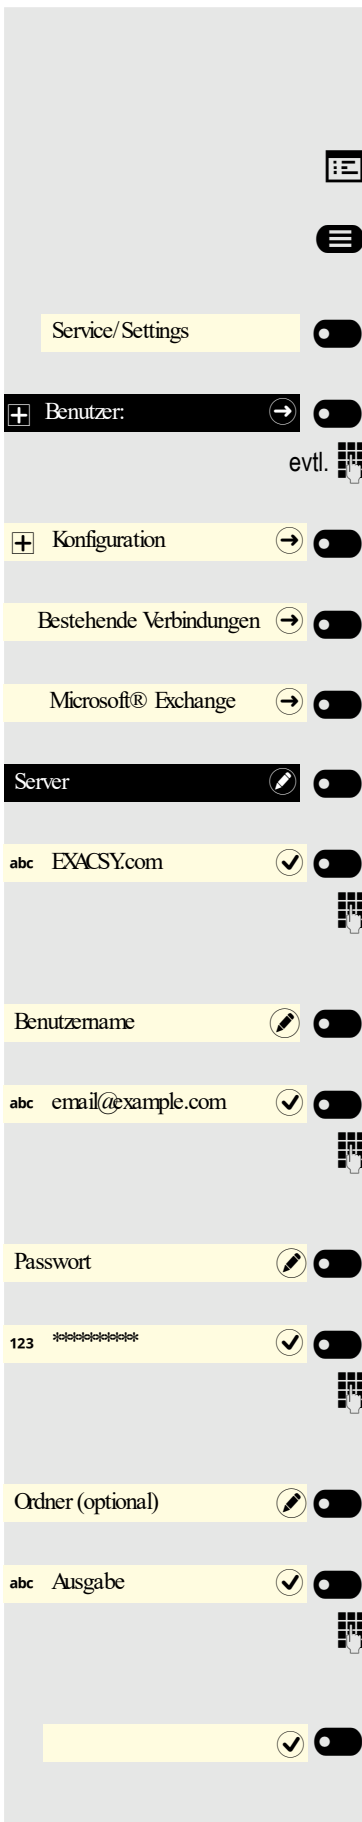 Service/Settings
Benutzer:
evtl.
Konfiguration
Bestehende Verbindungen
Microsoft® Exchange
Server
abc EXACSY.com
Benutzername
abc email@example.com
Passwort
123 **********
Ordner (optional)
abc Ausgabe